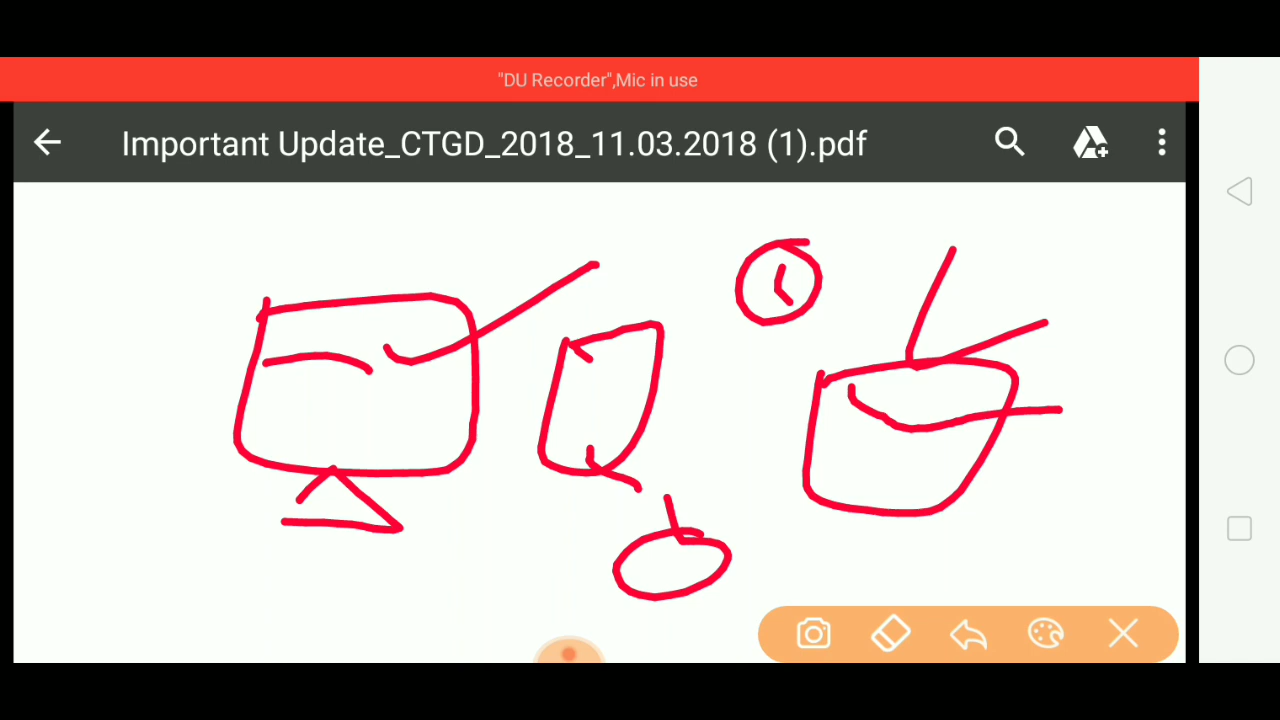 "DU Recorder",Mic in use
Important Update_CTGD_2018_11.03.2018 (1).pdf